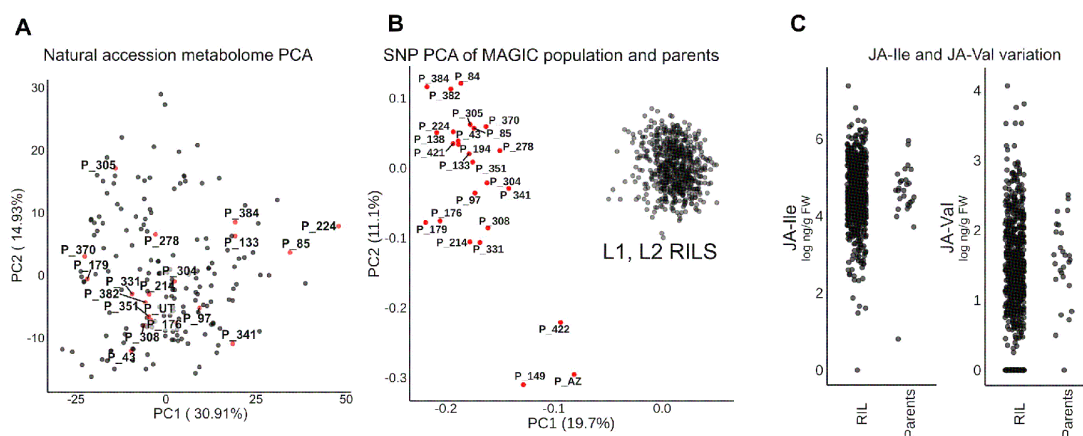 A
Natural accession metabolome PCA
30
20
10
0
-10
PC2 ( 14.93%)
P_305
P_384
P_224
P_370
P_278
P_133
P_85
P_179
P_304
P_331
P_214
P_382
P_UT
P_351
P_176
P_97
P_308
P_341
P_43
-25
0
25
50
PC1 ( 30.91%)
B
SNP PCA of MAGIC population and parents
0.1
0.0
-0.1
-0.2
-0.3
PC2 (11.1%)
P_384
P_84
P_382
P_305
P_370
P_224
P_43
P_85
P_138
P_421
P_194
P_278
P_133
P_351
P_304
P_97
P_341
P_176
P_308
P_179
P_214
P_331
L1, L2 RILS
P_422
P_149
P_AZ
-0.2
-0.1
0.0
PC1 (19.7%)
C
JA-Ile and JA-Val variation
JA-Ile
log ng/g FW
6
4
2
0
RIL
Parents
JA-Val
log ng/g FW
4
3
2
1
0
RIL
Parents